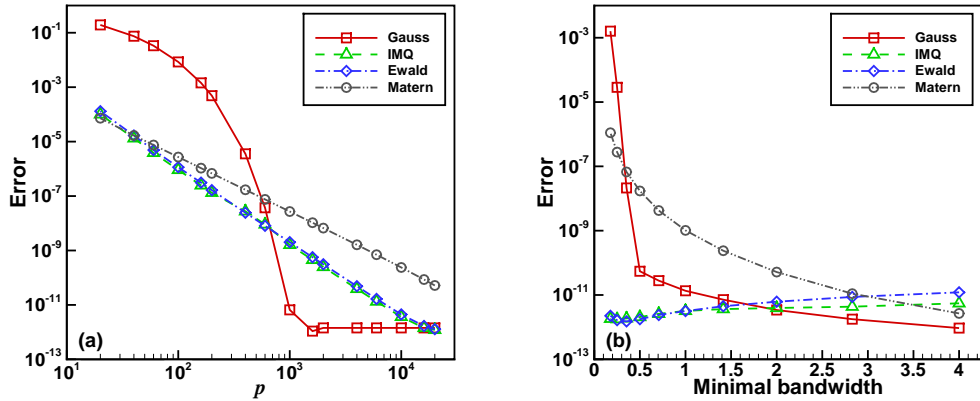 Error
10^-1
10^-3
10^-5
10^-7
10^-9
10^-11
10^-13
Gauss
IMQ
Ewald
Matern
(a)
10^1
10^2
10^3
10^4
p
Error
10^-3
10^-5
10^-7
10^-9
10^-11
10^-13
Gauss
IMQ
Ewald
Matern
(b)
0 0.5 1 1.5 2 2.5 3 3.5 4
Minimal bandwidth